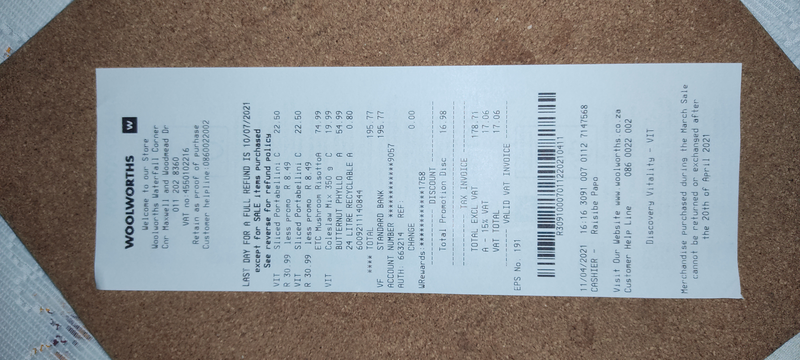 WOOLWORTHS W
Welcome to our Store
Woolworths Waterfall Corner
Cnr Maxwell and Woodmead Dr
011 202 8360
VAT no 4550102216
Retain as proof of purchase
Customer helpline 0860022002
LAST DAY FOR A FULL REFUND IS 10/07/2021
except for SALE items purchased
See reverse for refund policy
VIT Sliced Portabellini C 22.50
R 30.99 less promo R 8.49
VIT Sliced Portabellini C 22.50
R 30.99 less promo R 8.49
ETC Mushroom RisottoA 74.99
VIT Coleslaw Mix 350 g C 19.99
BUTTERNUT PHYLLO A 54.99
24 LITRE RECYCLABLE A 0.80
6009211140844
**** TOTAL 195.77
VF STANDARD BANK 195.77
ACCOUNT NUMBER ************9057
AUTH: 663214 REF:
CHANGE 0.00
WRewards ************1758
DISCOUNT
Total Promotion Disc 16.98
TAX INVOICE
TOTAL EXCL VAT 178.71
A - 15% VAT 17.06
VAT TOTAL 17.06
VALID VAT INVOICE
EPS No: 191
R3091000701122021041 1
11/04/2021 16:16 3091 007 0112 7147568
CASHIER - Raisibe Papo
Visit Our Website www.woolworths.co.za
Customer Help Line 086 0022 002
Discovery Vitality - VIT
Merchandise purchased during the March Sale
cannot be returned or exchanged after
the 20th of April 2021